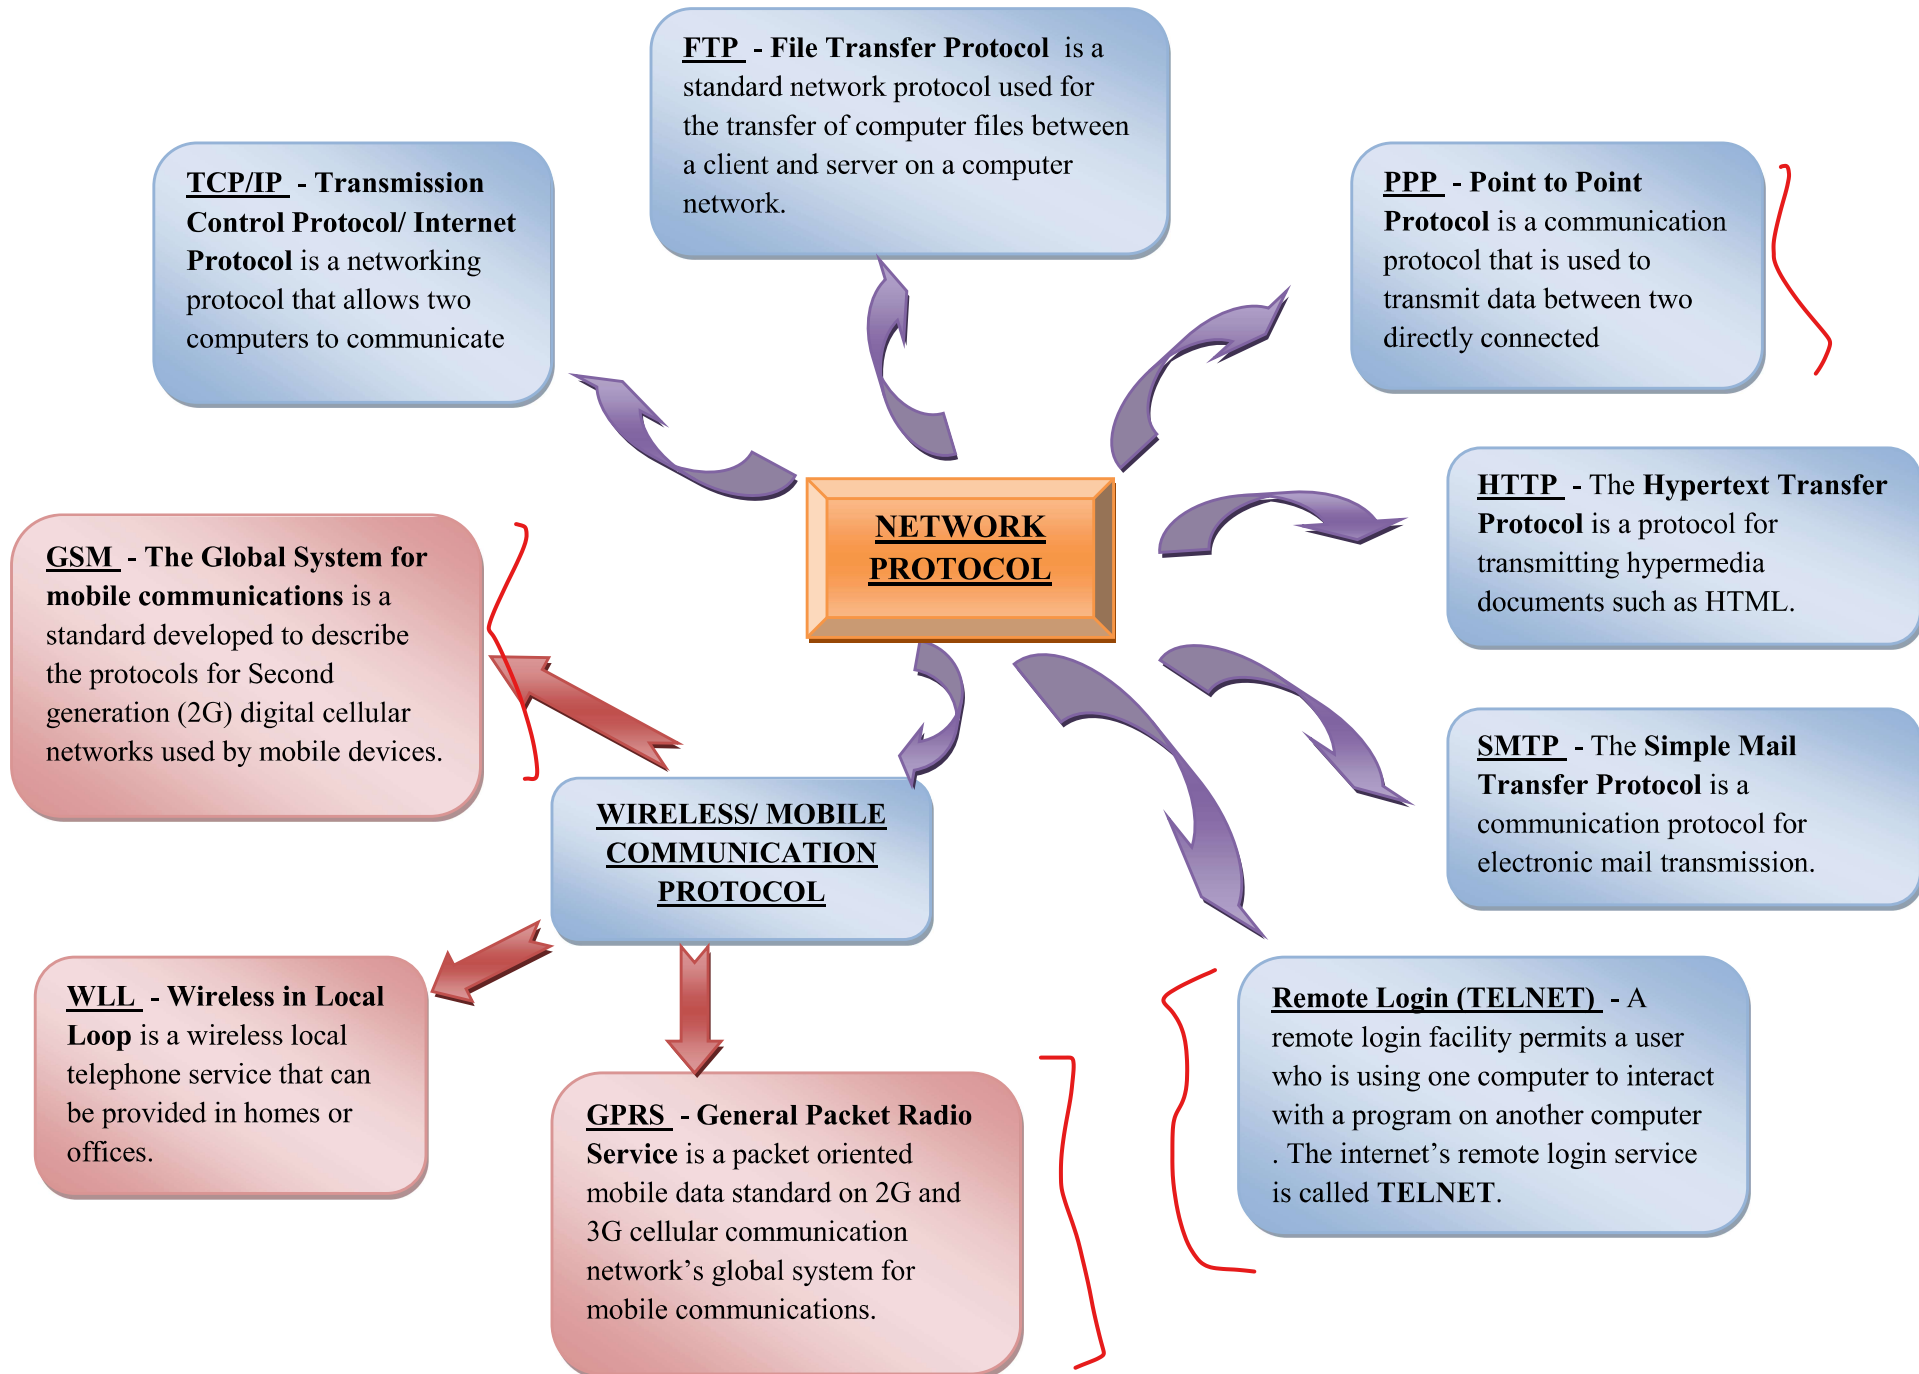 FTP - File Transfer Protocol is a
standard network protocol used for
the transfer of computer files between
a client and server on a computer
network.
TCP/IP - Transmission
Control Protocol/ Internet
Protocol is a networking
protocol that allows two
computers to communicate
PPP - Point to Point
Protocol is a communication
protocol that is used to
transmit data between two
directly connected
NETWORK
PROTOCOL
HTTP - The Hypertext Transfer
Protocol is a protocol for
transmitting hypermedia
documents such as HTML.
GSM - The Global System for
mobile communications is a
standard developed to describe
the protocols for Second
generation (2G) digital cellular
networks used by mobile devices.
SMTP - The Simple Mail
Transfer Protocol is a
communication protocol for
electronic mail transmission.
WIRELESS/ MOBILE
COMMUNICATION
PROTOCOL
WLL - Wireless in Local
Loop is a wireless local
telephone service that can
be provided in homes or
offices.
Remote Login (TELNET) - A
remote login facility permits a user
who is using one computer to interact
with a program on another computer
. The internet's remote login service
is called TELNET.
GPRS - General Packet Radio
Service is a packet oriented
mobile data standard on 2G and
3G cellular communication
network's global system for
mobile communications.